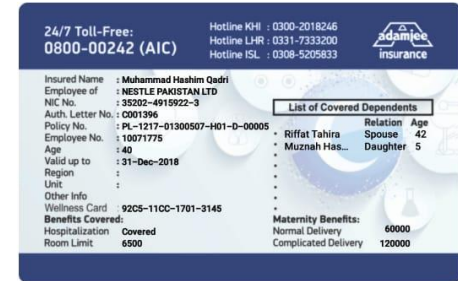 24/7 Toll-Free:
0800-00242 (AIC)
Hotline KHI : 0300-2018246
Hotline LHR : 0331-7333200
Hotline ISL : 0308-5205833
adamjee
insurance
Insured Name : Muhammad Hashim Qadri
Employee of : NESTLE PAKISTAN LTD
NIC No. : 35202-4915922-3
Auth. Letter No. : C001396
Policy No. : PL-1217-01300507-H01-D-00005
Employee No. : 10071775
Age : 40
Valid up to : 31-Dec-2018
Region :
Unit :
Other Info
Wellness Card : 92C5-11CC-1701-3145
Benefits Covered:
Hospitalization Covered
Room Limit 6500
List of Covered Dependents
Relation Age
Riffat Tahira Spouse 42
Muznah Has... Daughter 5
Maternity Benefits:
Normal Delivery 60000
Complicated Delivery 120000